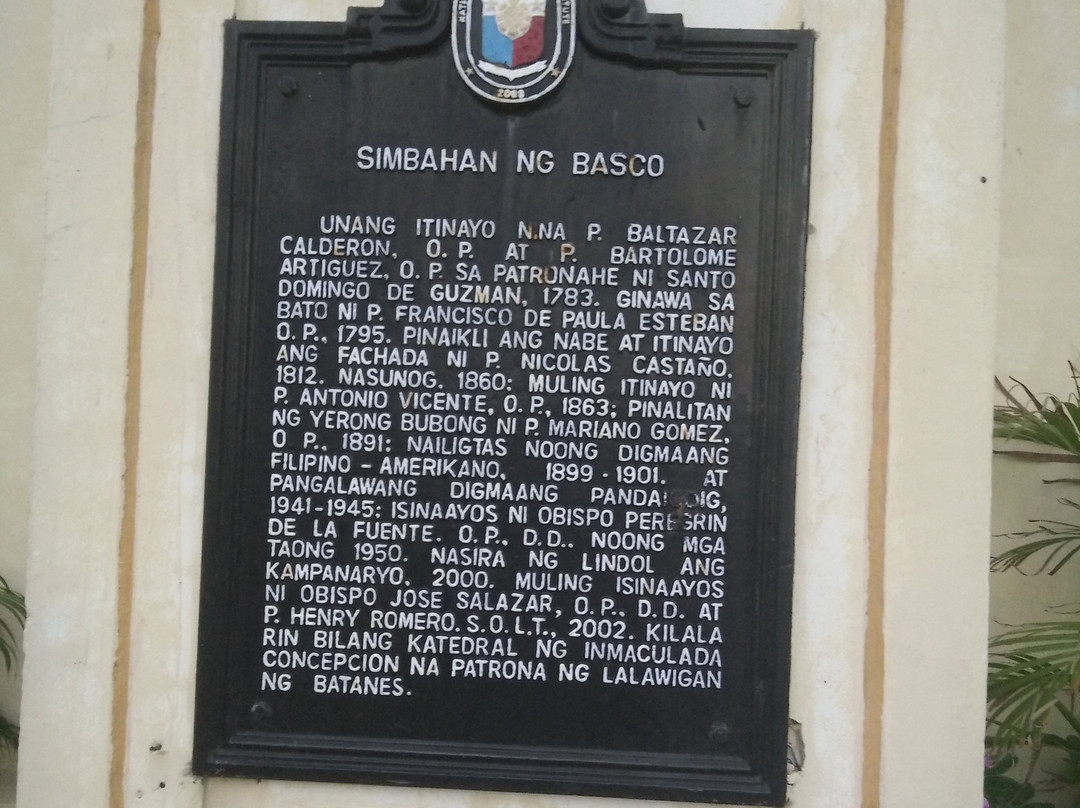 2008
SIMBAHAN NG BASCO
UNANG ITINAYO NINA P. BALTAZAR
CALDERON, O. P. AT P. BARTOLOME
ARTIGUEZ, O. P. SA PATRONAHE NI SANTO
DOMINGO DE GUZMAN, 1783. GINAWA SA
BATO NI P. FRANCISCO DE PAULA ESTEBAN
O. P., 1795. PINAIKLI ANG NABE AT ITINAYO
ANG FACHADA NI P. NICOLAS CASTAÑO.
1812. NASUNOG. 1860; MULING ITINAYO NI
P. ANTONIO VICENTE, O. P., 1863; PINALITAN
NG YERONG BUBONG NI P. MARIANO GOMEZ,
O P., 1891; NAILIGTAS NOONG DIGMAANG
FILIPINO - AMERIKANO, 1899 - 1901. AT
PANGALAWANG DIGMAANG PANDAIGDIG,
1941-1945; ISINAAYOS NI OBISPO PEREGRIN
DE LA FUENTE. O. P., D. D.. NOONG MGA
TAONG 1950. NASIRA NG LINDOL ANG
KAMPANARYO, 2000. MULING ISINAAYOS
NI OBISPO JOSE SALAZAR, O. P., D. D. AT
P. HENRY ROMERO. S. O. L. T., 2002. KILALA
RIN BILANG KATEDRAL NG INMACULADA
CONCEPCION NA PATRONA NG LALAWIGAN
NG BATANES.